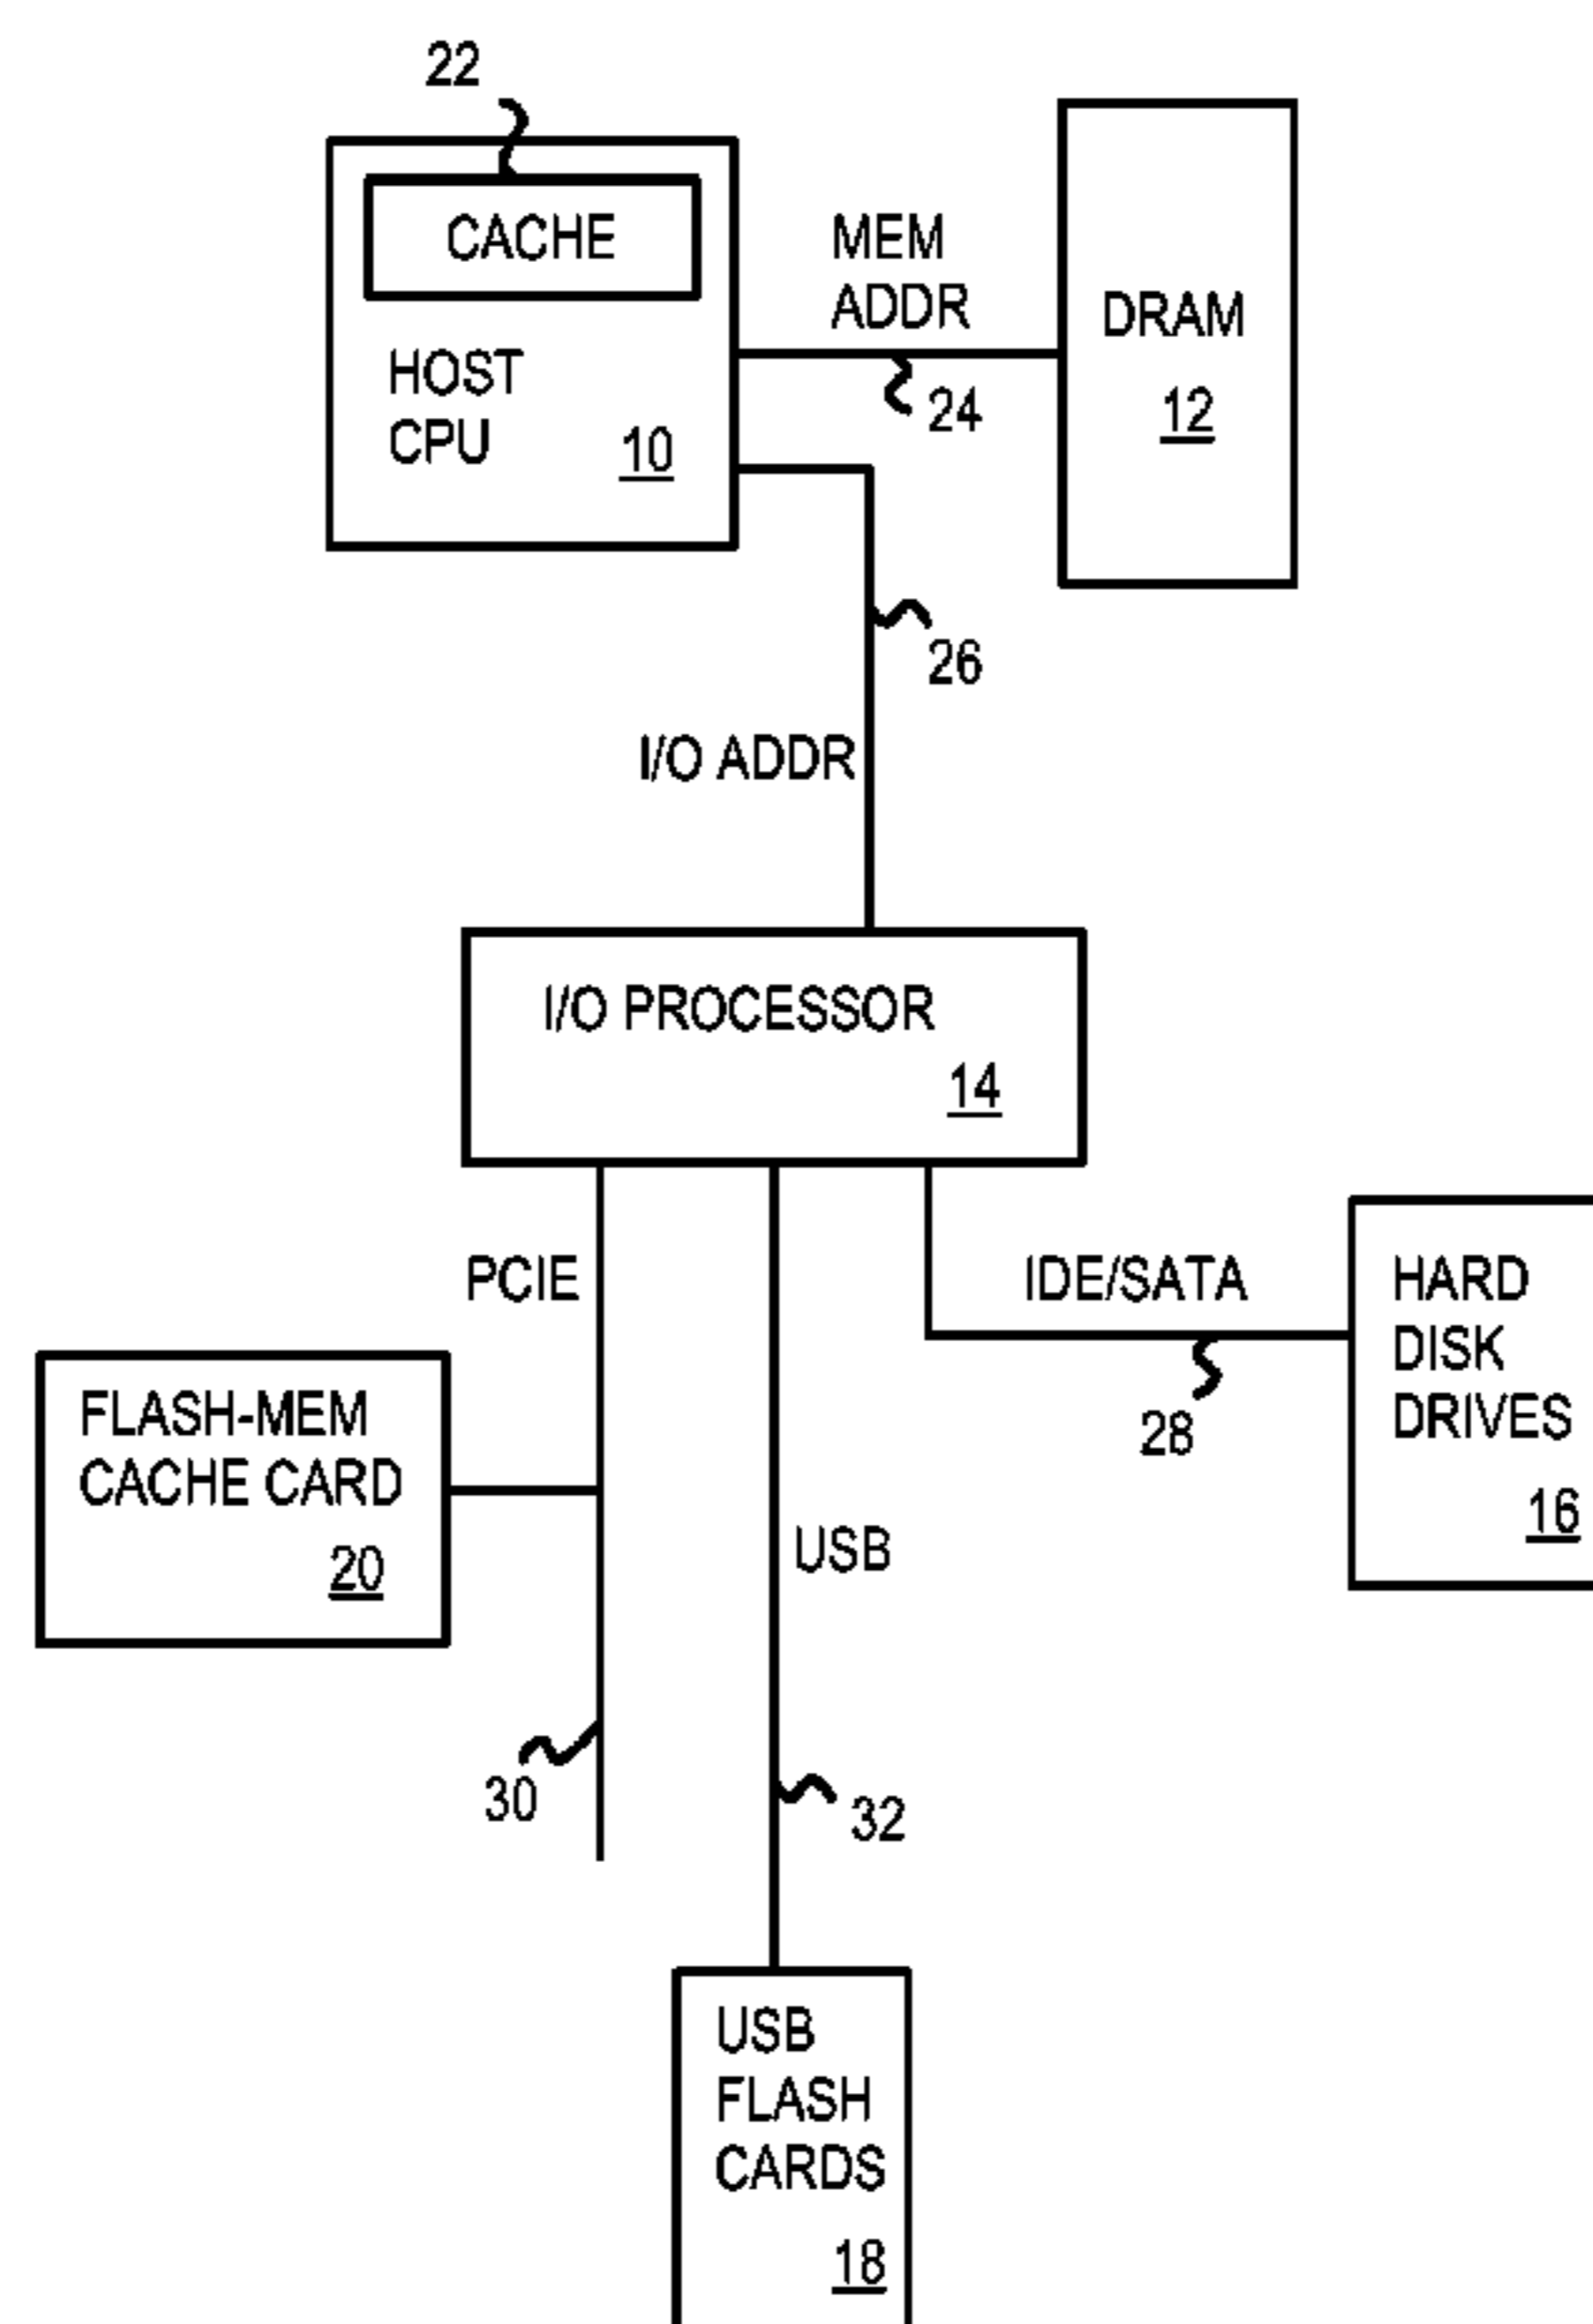 22
CACHE
HOST
CPU
10
MEM
ADDR
24
DRAM
12
26
I/O ADDR
I/O PROCESSOR
14
PCIE
IDE/SATA
28
HARD
DISK
DRIVES
16
FLASH-MEM
CACHE CARD
20
USB
30
32
USB
FLASH
CARDS
18